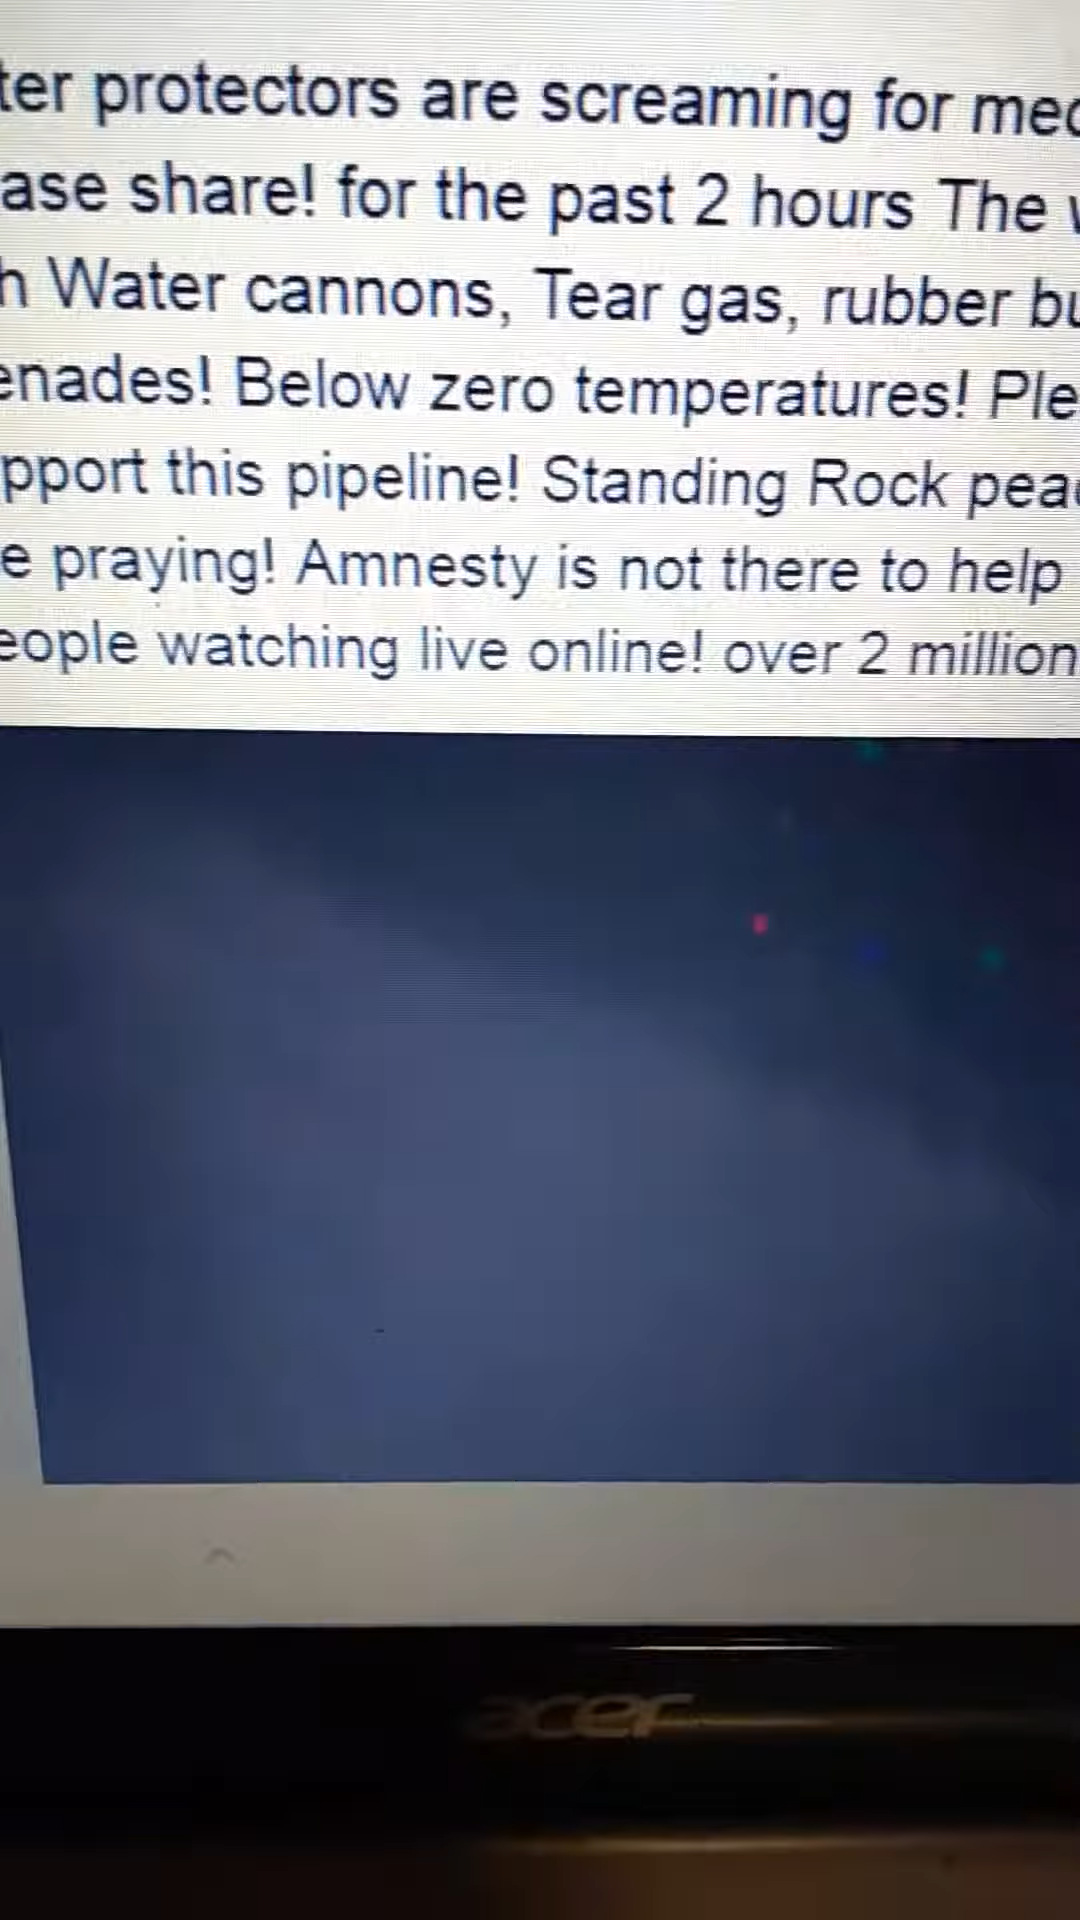 ter protectors are screaming for med
ase share! for the past 2 hours The w
h Water cannons, Tear gas, rubber bu
enades! Below zero temperatures! Ple
pport this pipeline! Standing Rock pea
e praying! Amnesty is not there to help
eople watching live online! over 2 million
acer